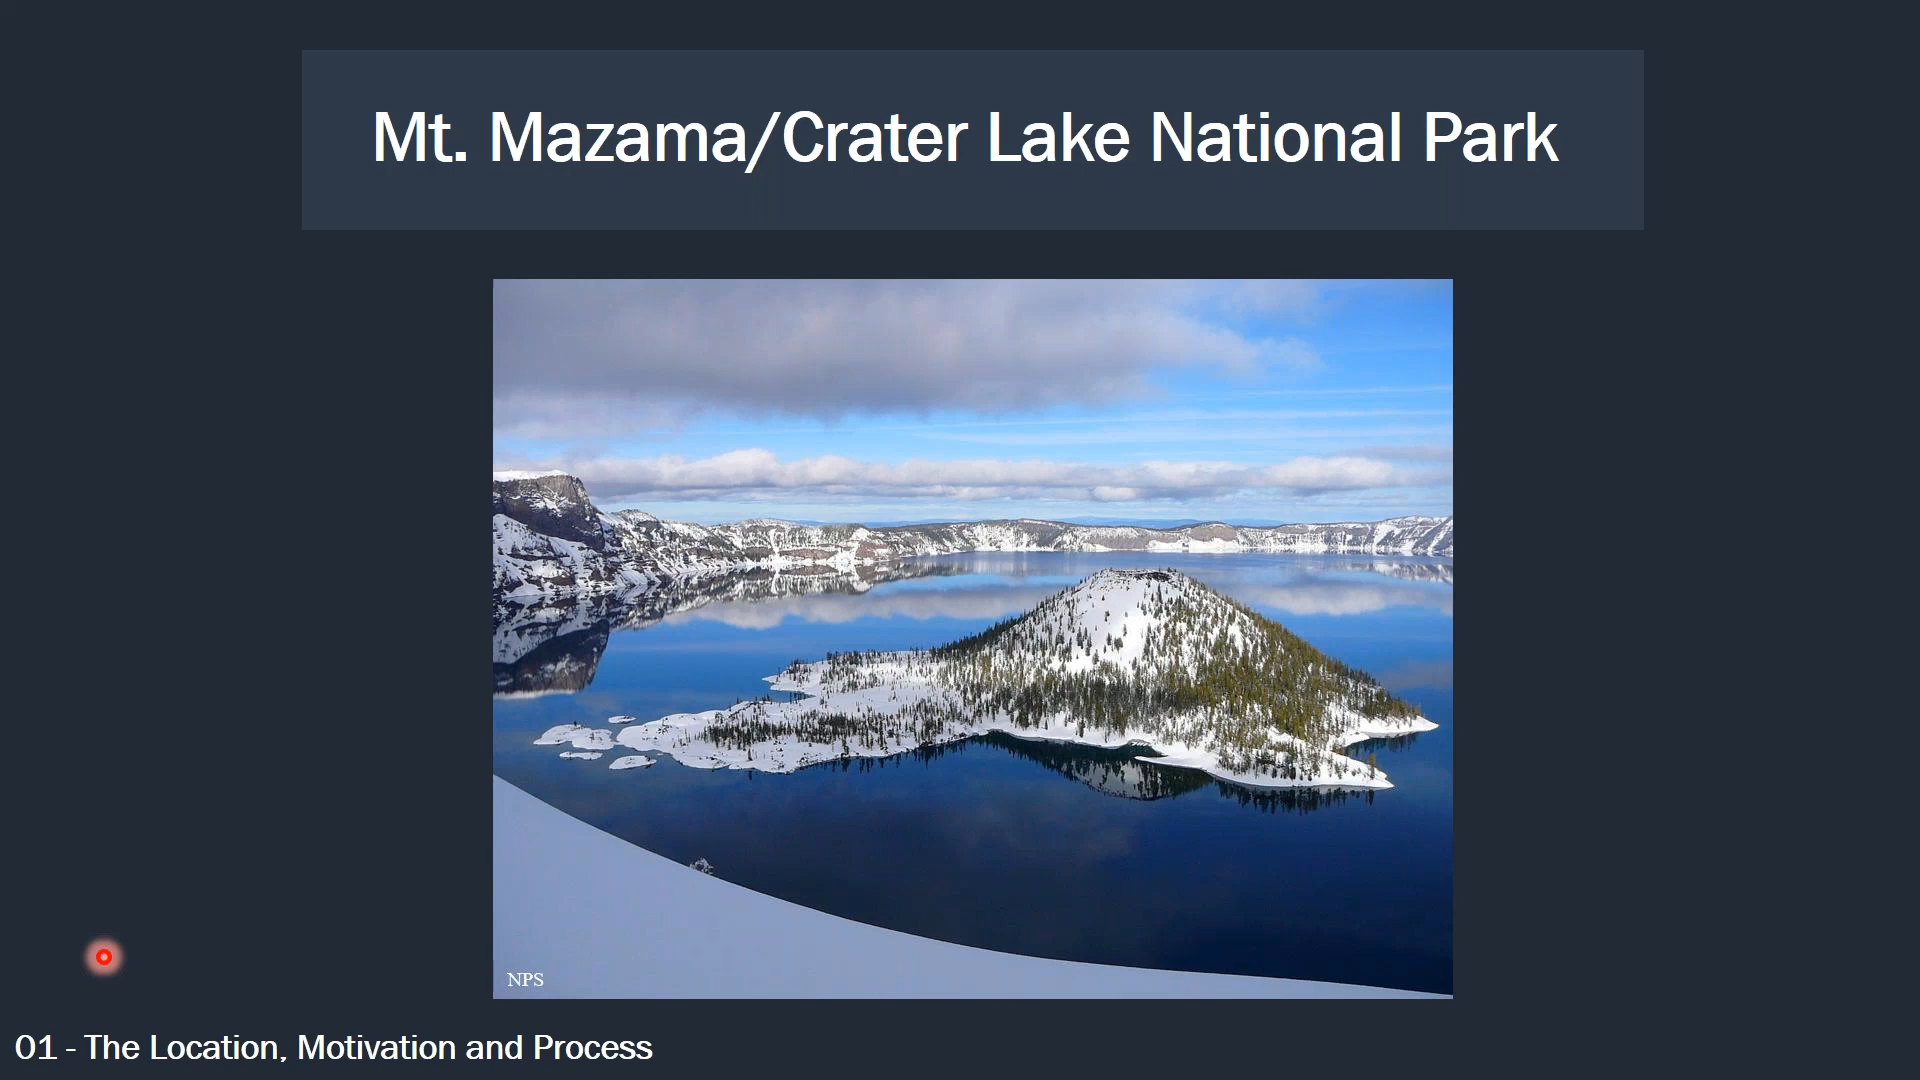 Mt. Mazama/Crater Lake National Park
NPS
01 - The Location, Motivation and Process